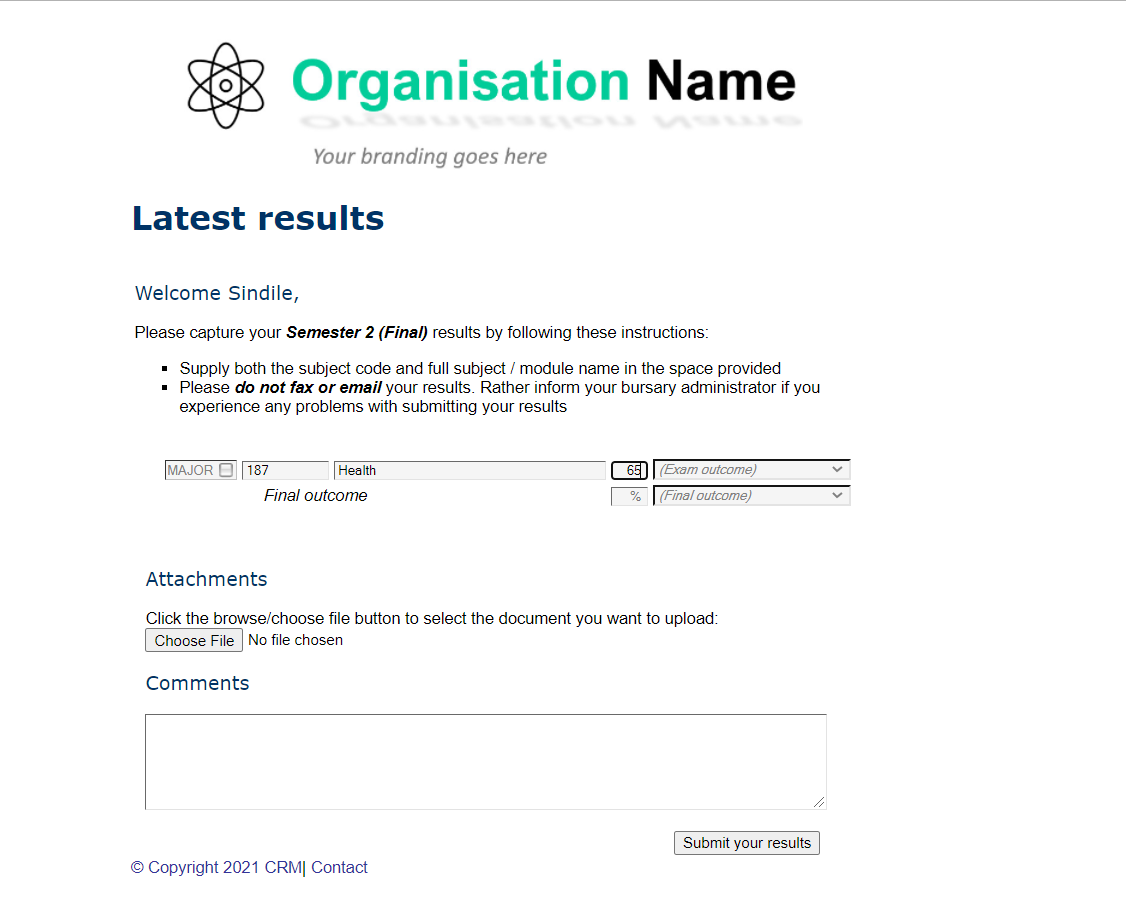 Organisation Name
Your branding goes here
Latest results
Welcome Sindile,
Please capture your Semester 2 (Final) results by following these instructions:
Supply both the subject code and full subject / module name in the space provided
Please do not fax or email your results. Rather inform your bursary administrator if you
experience any problems with submitting your results
MAJOR 187 Health 65 (Exam outcome)
Final outcome % (Final outcome)
Attachments
Click the browse/choose file button to select the document you want to upload:
Choose File No file chosen
Comments
Submit your results
© Copyright 2021 CRM| Contact